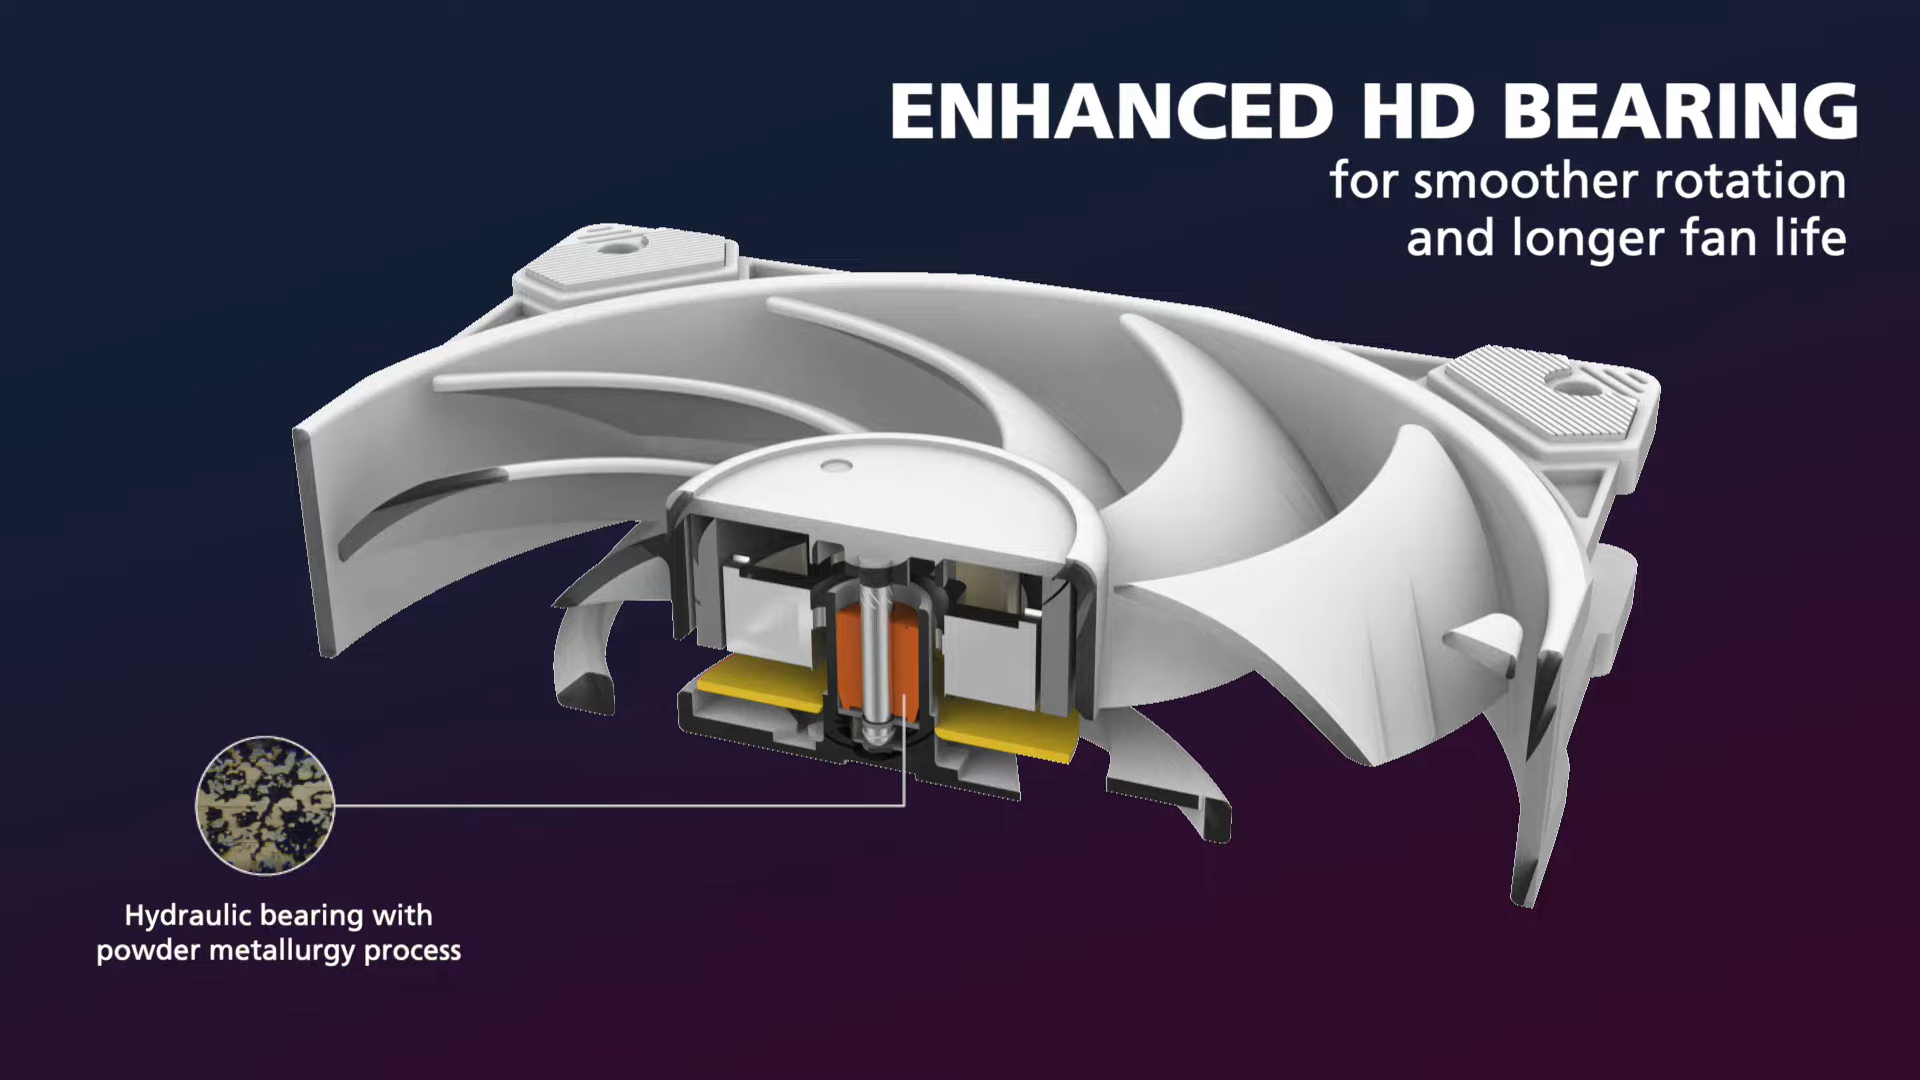 ENHANCED HD BEARING
for smoother rotation
and longer fan life
Hydraulic bearing with
powder metallurgy process